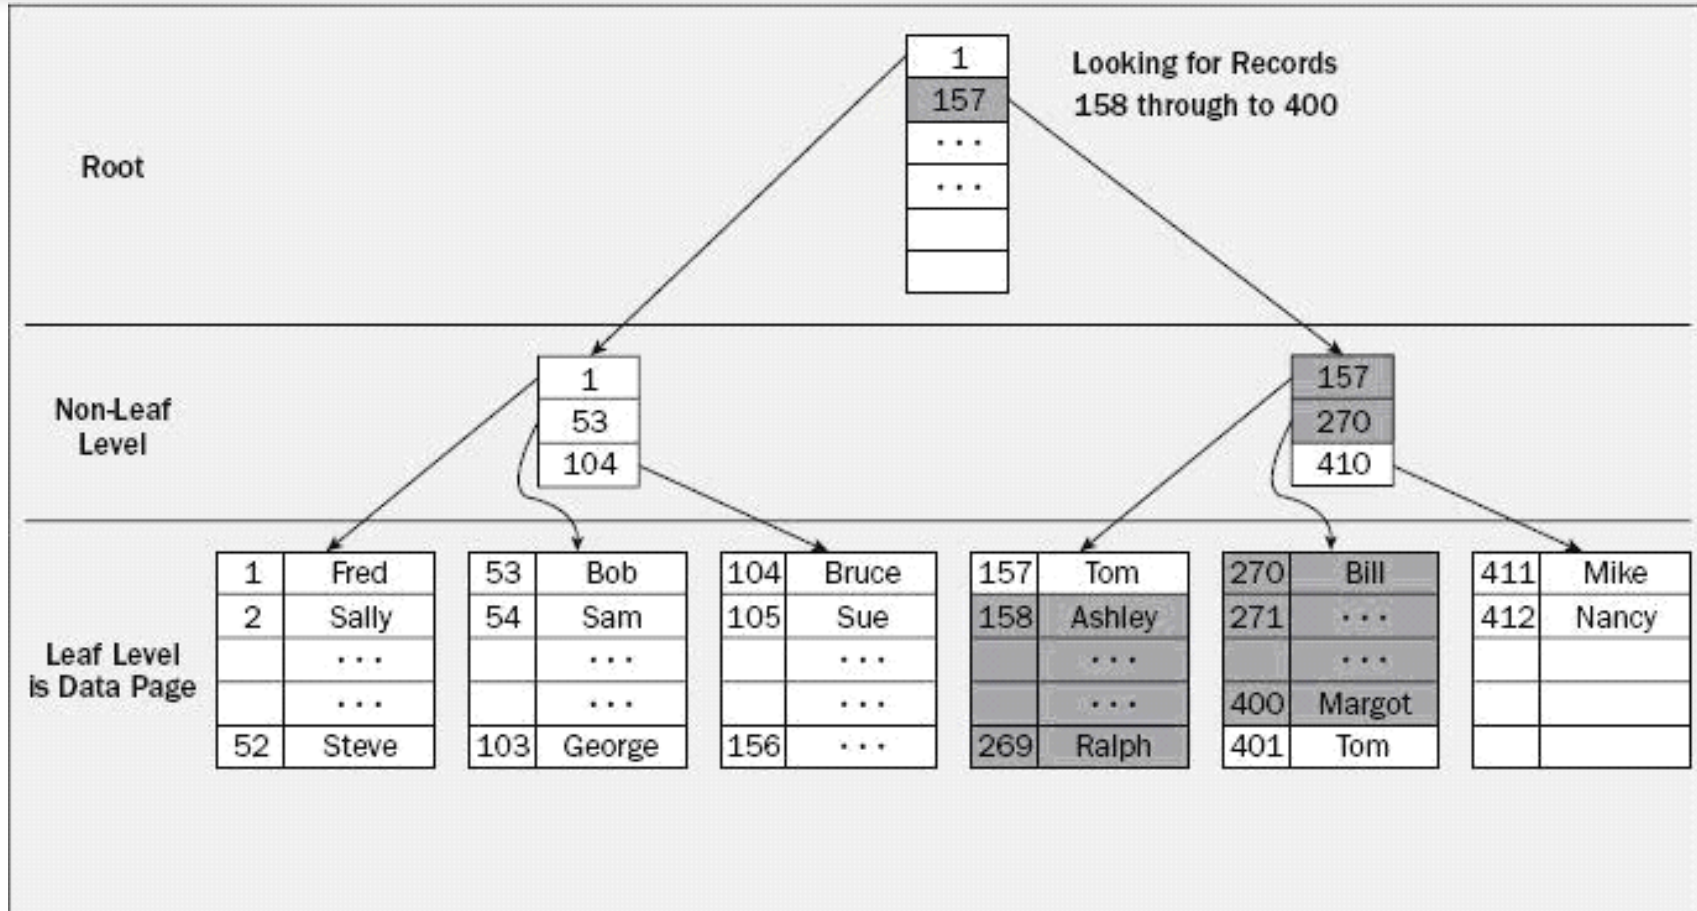 1
157
...
...
Looking for Records
158 through to 400
Root
1
53
104
157
270
410
Non-Leaf
Level
Leaf Level
is Data Page
1 Fred
2 Sally
...
...
52 Steve
53 Bob
54 Sam
...
...
103 George
104 Bruce
105 Sue
...
...
156 ...
157 Tom
158 Ashley
...
...
269 Ralph
270 Bill
271 ...
...
400 Margot
401 Tom
411 Mike
412 Nancy